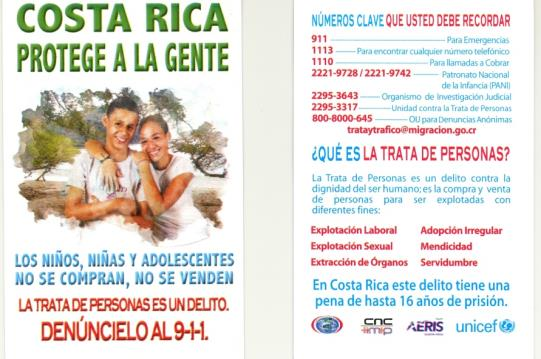 COSTA RICA
PROTEGE A LA GENTE
LOS NIÑOS, NIÑAS Y ADOLESCENTES
NO SE COMPRAN, NO SE VENDEN
LA TRATA DE PERSONAS ES UN DELITO.
DENÚNCIELO AL 9-1-1.
NÚMEROS CLAVE QUE USTED DEBE RECORDAR
911 Para Emergencias
1113 Para encontrar cualquier número telefónico
1110 Para llamadas a Cobrar
2221-9728 / 2221-9742 Patronato Nacional
de la Infancia (PANI)
2295-3643 Organismo de Investigación Judicial
2295-3317 Unidad contra la Trata de Personas
800-8000-645 OIJ para Denuncias Anónimas
trataytrafico@migracion.go.cr
¿QUÉ ES LA TRATA DE PERSONAS?
La Trata de Personas es un delito contra la
dignidad del ser humano; es la compra y venta
de personas para ser explotadas con
diferentes fines:
Explotación Laboral Adopción Irregular
Explotación Sexual Mendicidad
Extracción de Órganos Servidumbre
En Costa Rica este delito tiene una
pena de hasta 16 años de prisión.
AERIS unicef